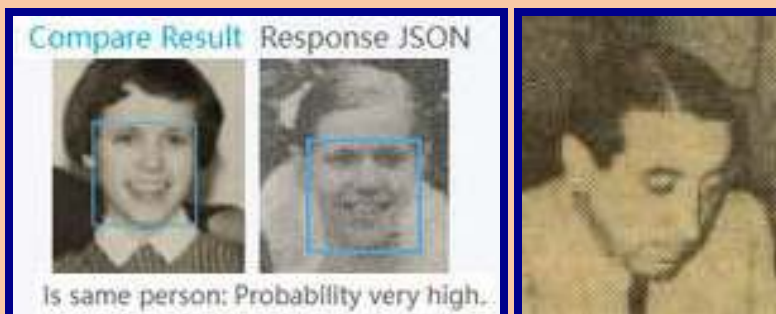 Compare Result Response JSON
Is same person: Probability very high.